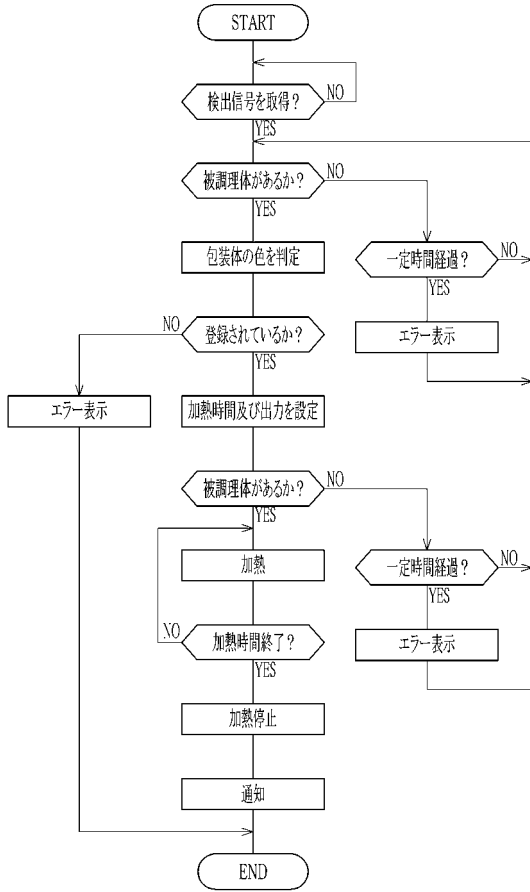 START
検出信号を取得?
NO
YES
被調理体があるか?
NO
YES
包装体の色を判定
一定時間経過?
NO
YES
NO
登録されているか?
エラー表示
YES
エラー表示
加熱時間及び出力を設定
被調理体があるか?
NO
YES
加熱
一定時間経過?
NO
YES
NO
加熱時間終了?
エラー表示
YES
加熱停止
通知
END